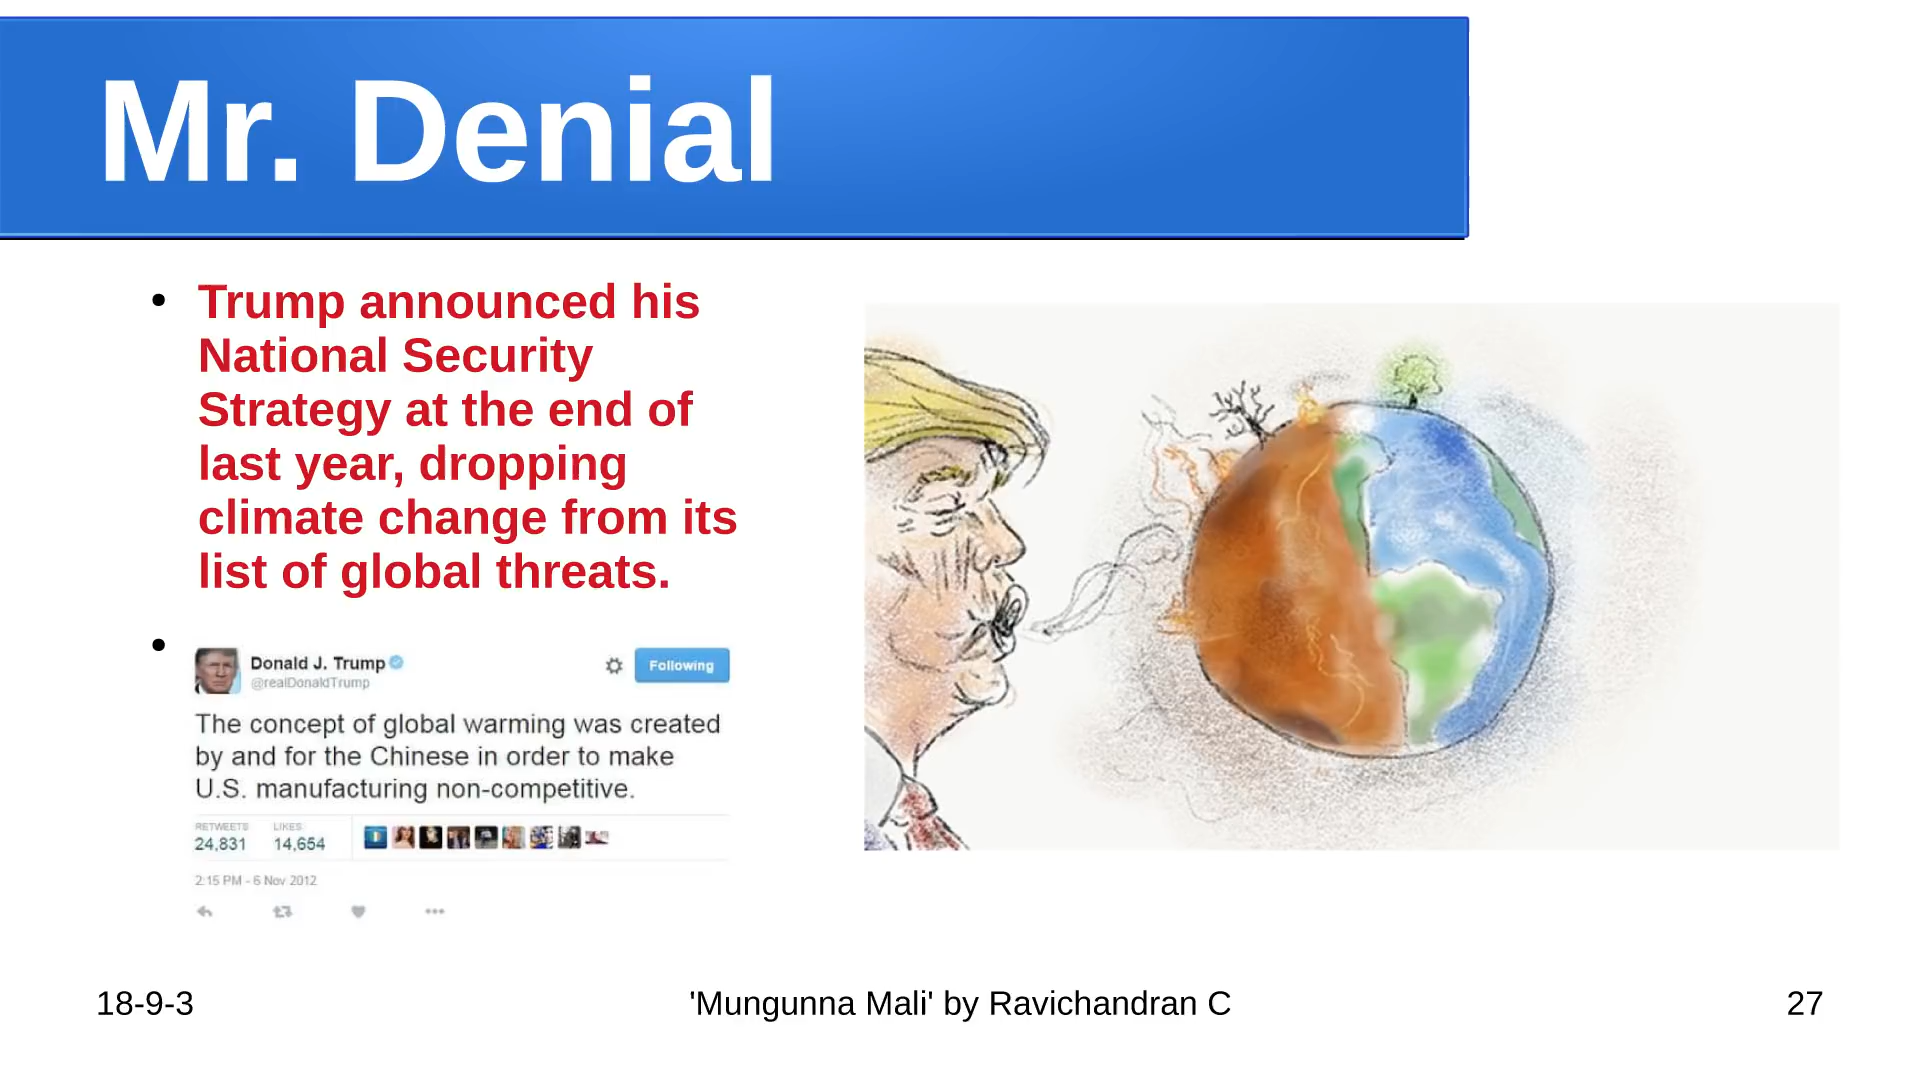 Mr. Denial
• Trump announced his
National Security
Strategy at the end of
last year, dropping
climate change from its
list of global threats.
•
Donald J. Trump
@realDonaldTrump
Following
The concept of global warming was created
by and for the Chinese in order to make
U.S. manufacturing non-competitive.
RETWEETS LIKES
24,831 14,654
2:15 PM - 6 Nov 2012
18-9-3
'Mungunna Mali' by Ravichandran C
27